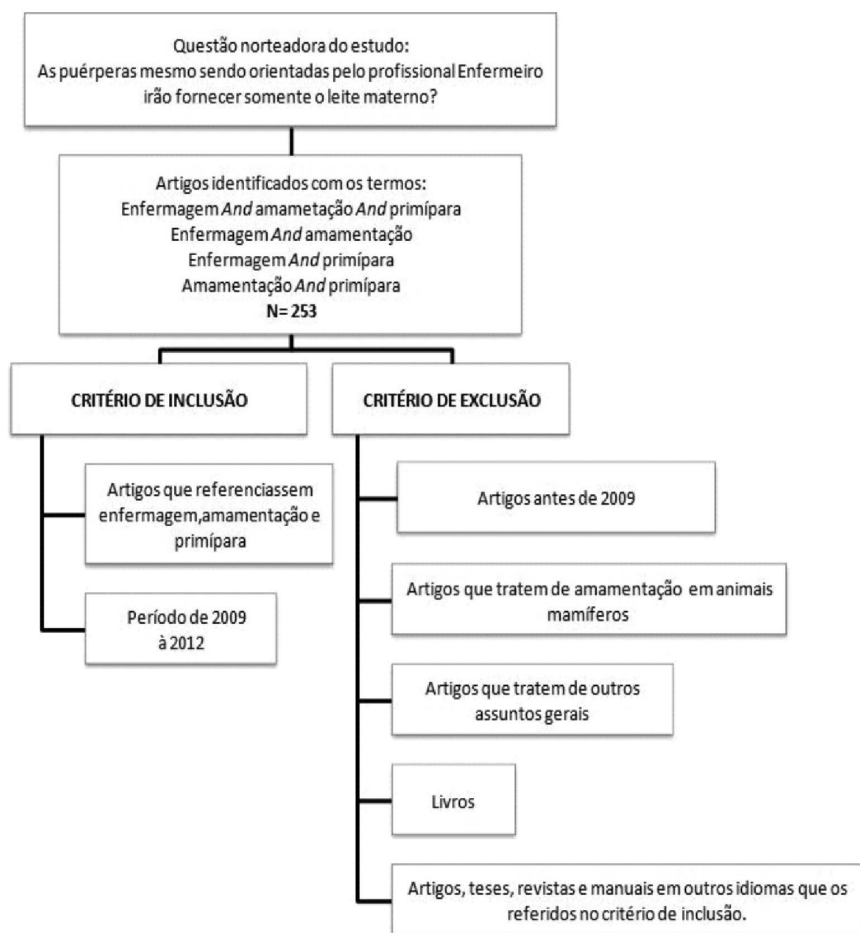 Questão norteadora do estudo:
As puérperas mesmo sendo orientadas pelo profissional Enfermeiro
irão fornecer somente o leite materno?
Artigos identificados com os termos:
Enfermagem And amametação And primípara
Enfermagem And amamentação
Enfermagem And primípara
Amamentação And primípara
N= 253
CRITÉRIO DE INCLUSÃO
Artigos que referenciassem
enfermagem,amamentação e
primípara
Período de 2009
à 2012
CRITÉRIO DE EXCLUSÃO
Artigos antes de 2009
Artigos que tratem de amamentação em animais
mamíferos
Artigos que tratem de outros
assuntos gerais
Livros
Artigos, teses, revistas e manuais em outros idiomas que os
referidos no critério de inclusão.